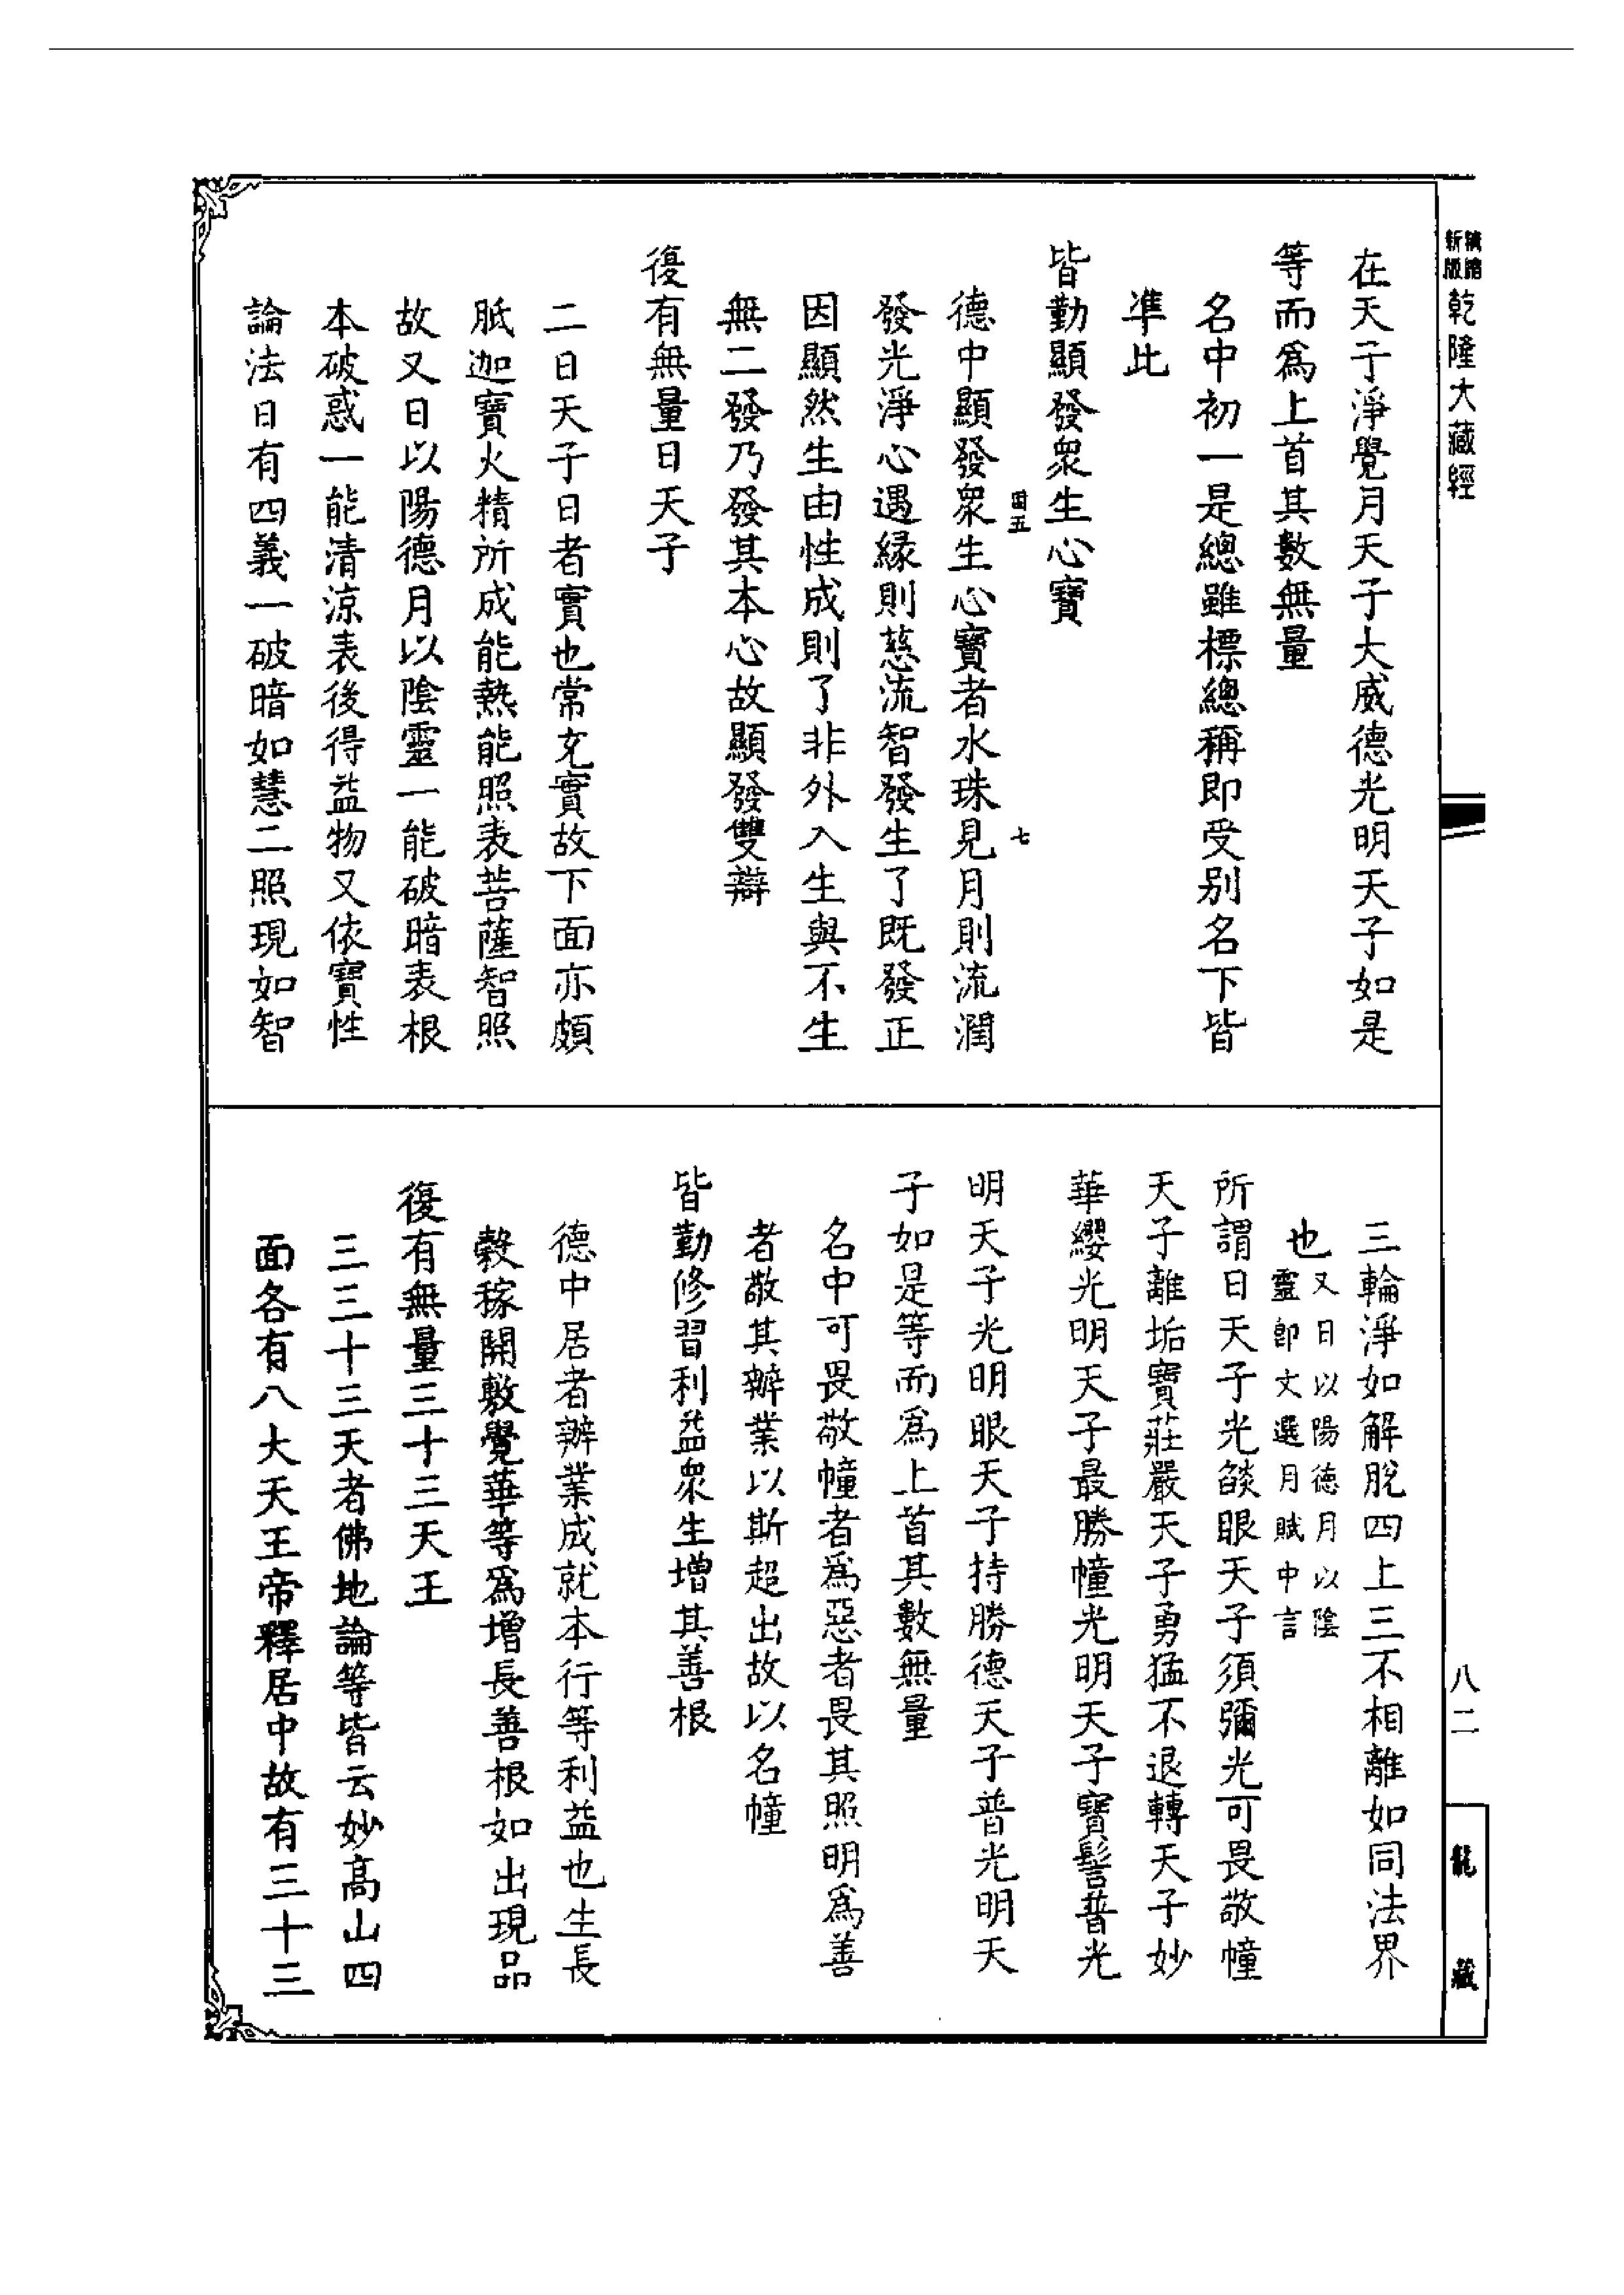 新版
精縮
乾隆大藏經
在天子淨覺月天子大威德光明天子如是
等而爲上首其數無量
名中初一是總雖標總稱即受別名下皆
準比
皆勤顯發衆生心寶
固五
七
德中顯發衆生心寶者水珠見月則流潤
發光淨心遇緣則慈流智發生了既發正
因顯然生由性成則了非外入生與不生
無二發乃發其本心故顯發雙辯
復有無量日天子
二日天子日者實也常充實故下面亦頗
胝迦寶火精所成能熱能照表菩薩智照
故又日以陽德月以陰靈一能破暗表根
本破惑一能清涼表後得益物又依寶性
論法日有四義一破暗如慧二照現如智
三輪淨如解脫四上三不相離如同法界
也又日以陽德月以陰
靈卽文選月賦中言
所謂日天子光燄眼天子須彌光可畏敬幢
天子離垢寶莊嚴天子勇猛不退轉天子妙
華纓光明天子最勝幢光明天子寶髻普光
明天子光明眼天子持勝德天子普光明天
子如是等而爲上首其數無量
名中可畏敬幢者爲惡者畏其照明爲善
者敬其辦業以斯超出故以名幢
皆勤修習利益衆生增其善根
德中居者辦業成就本行等利益也生長
穀稼開敷覺華等爲增長善根如出現品
復有無量三十三天王
三三十三天者佛地論等皆云妙高山四
面各有八大天王帝釋居中故有三十三
八二
龍藏